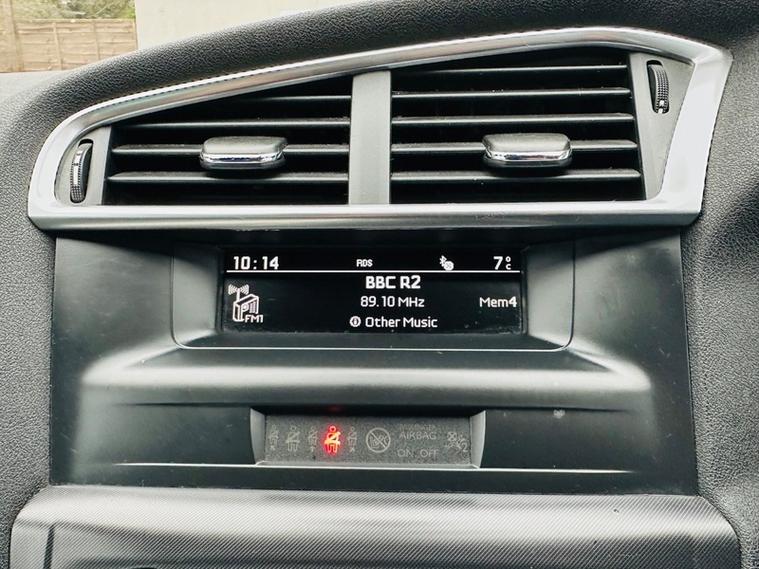 10:14 RDS 7°C
BBC R2
89.10 MHz Mem4
FM1
Other Music
AIRBAG
ON OFF